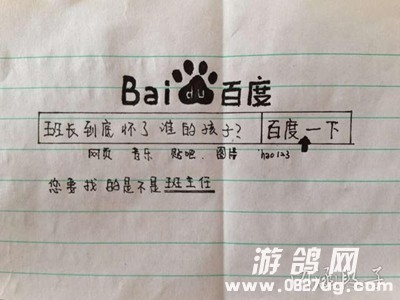 Bai du 百度
班长到底怀了谁的孩子? 百度一下
网页 音乐 贴吧 图片 hao123
您要找的是不是班主任
游鸽网
www.0827ug.com